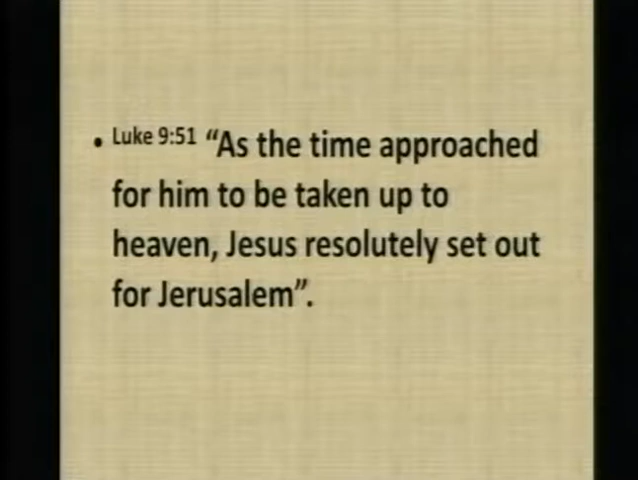 • Luke 9:51 “As the time approached
for him to be taken up to
heaven, Jesus resolutely set out
for Jerusalem”.